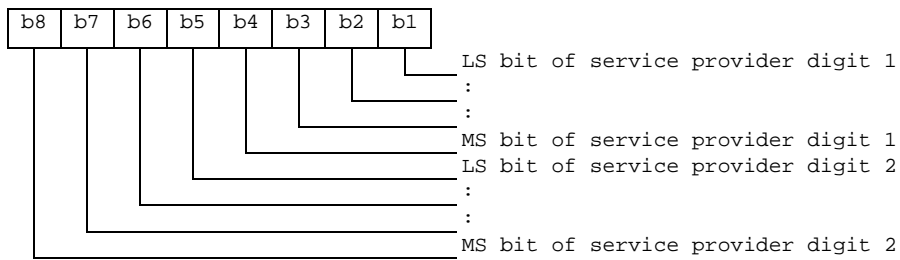 b8 b7 b6 b5 b4 b3 b2 b1
LS bit of service provider digit 1
:
:
MS bit of service provider digit 1
LS bit of service provider digit 2
:
:
MS bit of service provider digit 2